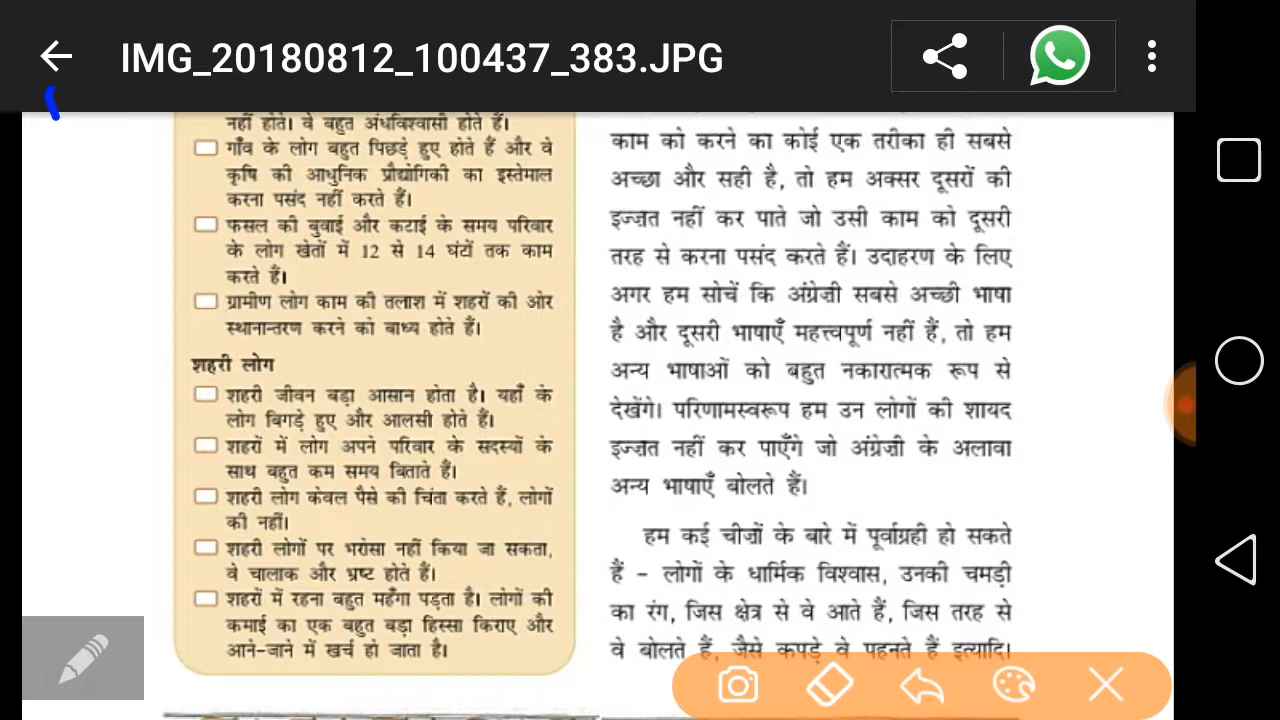 IMG_20180812_100437_383.JPG
नहीं होते। वे बहुत अंधविश्वासी होते हैं।
गाँव के लोग बहुत पिछड़े हुए होते हैं और वे
कृषि की आधुनिक प्रौद्योगिकी का इस्तेमाल
करना पसंद नहीं करते हैं।
फसल की बुवाई और कटाई के समय परिवार
के लोग खेतों में 12 से 14 घंटों तक काम
करते हैं।
ग्रामीण लोग काम की तलाश में शहरों की ओर
स्थानान्तरण करने को बाध्य होते हैं।
शहरी लोग
शहरी जीवन बड़ा आसान होता है। यहाँ के
लोग बिगड़े हुए और आलसी होते हैं।
शहरों में लोग अपने परिवार के सदस्यों के
साथ बहुत कम समय बिताते हैं।
शहरी लोग केवल पैसे की चिंता करते हैं, लोगों
की नहीं।
शहरी लोगों पर भरोसा नहीं किया जा सकता,
वे चालाक और भ्रष्ट होते हैं।
शहरों में रहना बहुत महँगा पड़ता है। लोगों की
कमाई का एक बहुत बड़ा हिस्सा किराए और
आने-जाने में खर्च हो जाता है।
काम को करने का कोई एक तरीका ही सबसे
अच्छा और सही है, तो हम अक्सर दूसरों की
इज़्ज़त नहीं कर पाते जो उसी काम को दूसरी
तरह से करना पसंद करते हैं। उदाहरण के लिए
अगर हम सोचें कि अंग्रेज़ी सबसे अच्छी भाषा
है और दूसरी भाषाएँ महत्त्वपूर्ण नहीं हैं, तो हम
अन्य भाषाओं को बहुत नकारात्मक रूप से
देखेंगे। परिणामस्वरूप हम उन लोगों की शायद
इज़्ज़त नहीं कर पाएँगे जो अंग्रेज़ी के अलावा
अन्य भाषाएँ बोलते हैं।
हम कई चीज़ों के बारे में पूर्वाग्रही हो सकते
हैं – लोगों के धार्मिक विश्वास, उनकी चमड़ी
का रंग, जिस क्षेत्र से वे आते हैं, जिस तरह से
वे बोलते हैं, जैसे कपड़े वे पहनते हैं इत्यादि।